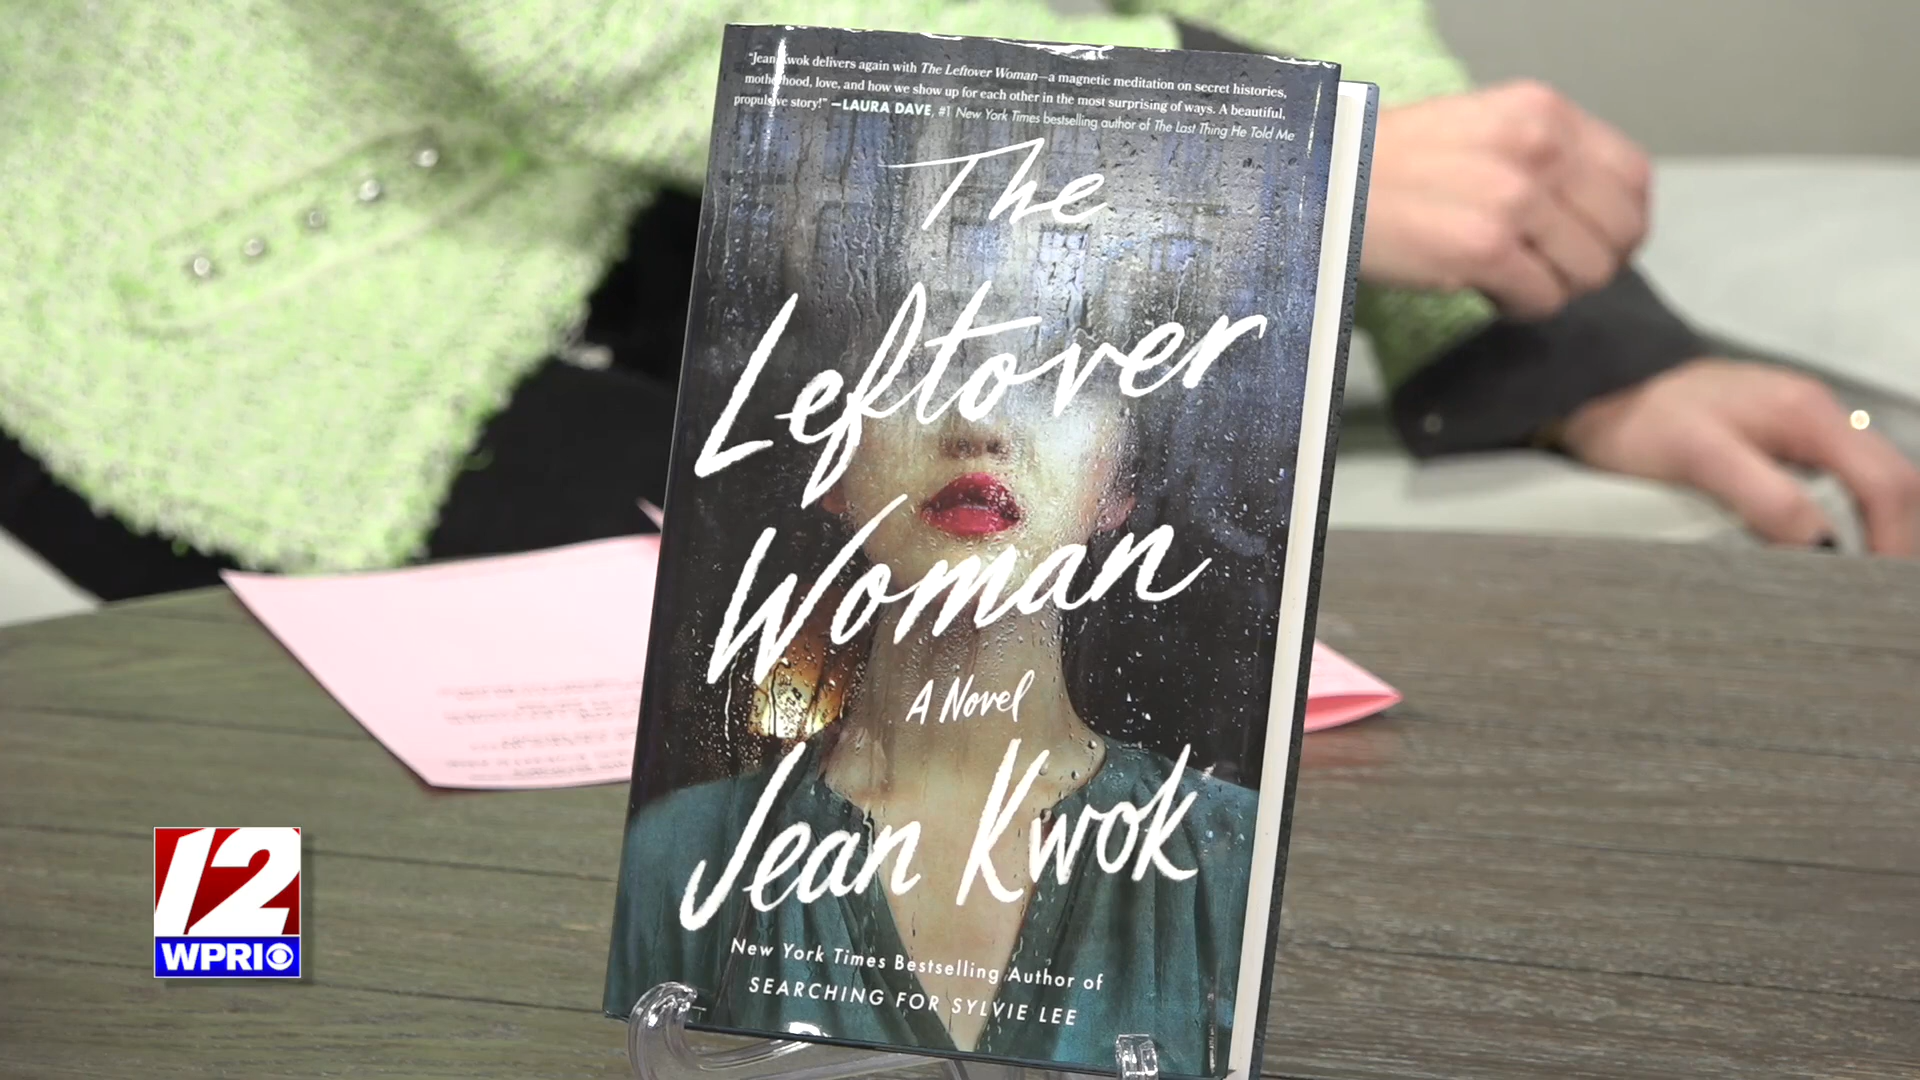 "Jean Kwok delivers again with The Leftover Woman—a magnetic meditation on secret histories,
motherhood, love, and how we show up for each other in the most surprising of ways. A beautiful,
propulsive story!" —LAURA DAVE, #1 New York Times bestselling author of The Last Thing He Told Me
The
Leftover
Woman
A Novel
Jean Kwok
New York Times Bestselling Author of
SEARCHING FOR SYLVIE LEE
12
WPRI